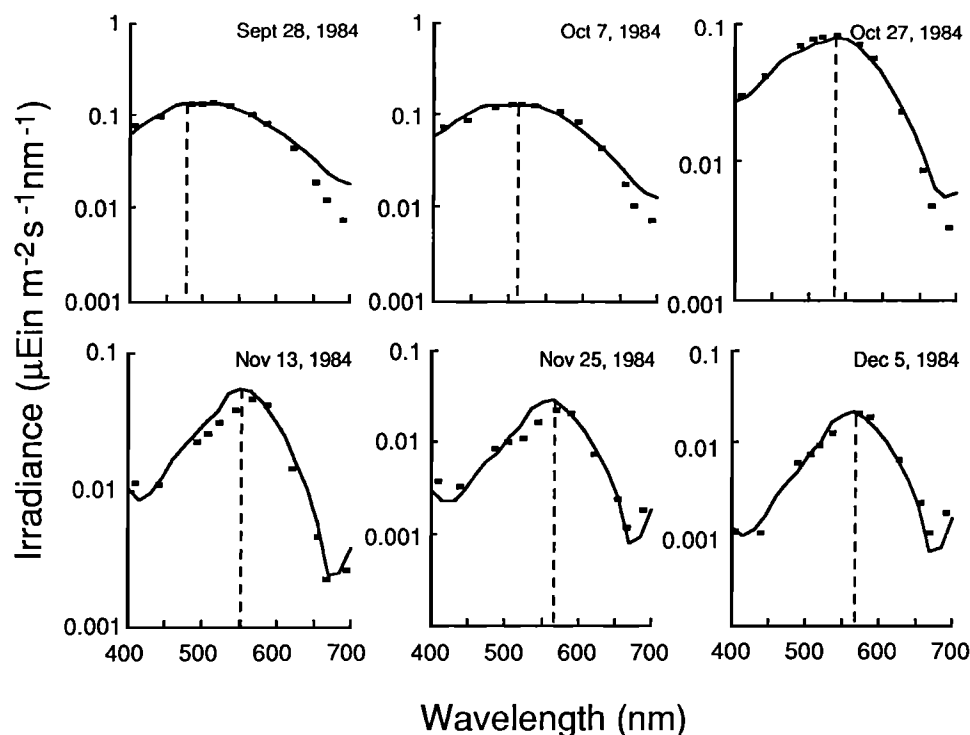 Irradiance (μEin m-2s-1nm-1)
1 Sept 28, 1984
0.1
0.01
0.001
1 Oct 7, 1984
0.1
0.01
0.001
0.1 Oct 27, 1984
0.01
0.001
0.1 Nov 13, 1984
0.01
0.001
400 500 600 700
0.1 Nov 25, 1984
0.01
0.001
400 500 600 700
0.1 Dec 5, 1984
0.01
0.001
400 500 600 700
Wavelength (nm)